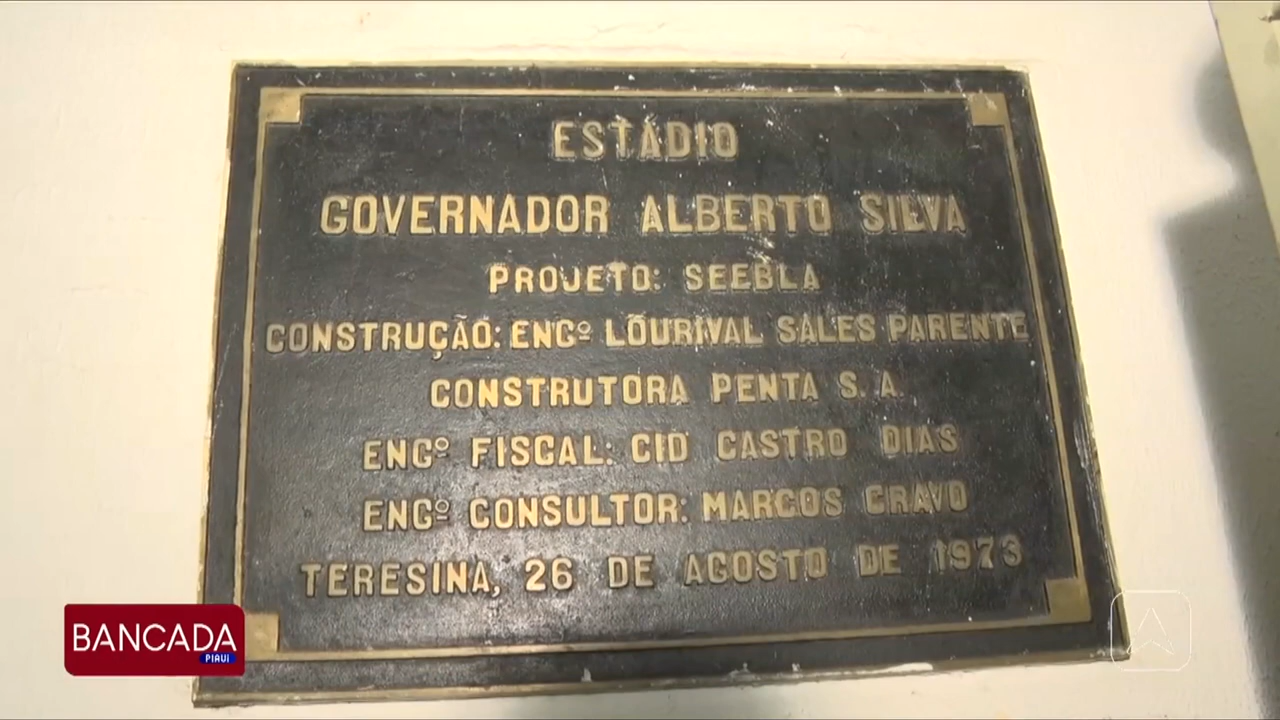 ESTÁDIO
GOVERNADOR ALBERTO SILVA
PROJETO: SEEBLA
CONSTRUÇÃO: ENGº LOURIVAL SALES PARENTE
CONSTRUTORA PENTA S. A.
ENGº FISCAL: CID CASTRO DIAS
ENGº CONSULTOR: MARCOS CRAVO
TERESINA, 26 DE AGOSTO DE 1973
BANCADA
PIAUÍ